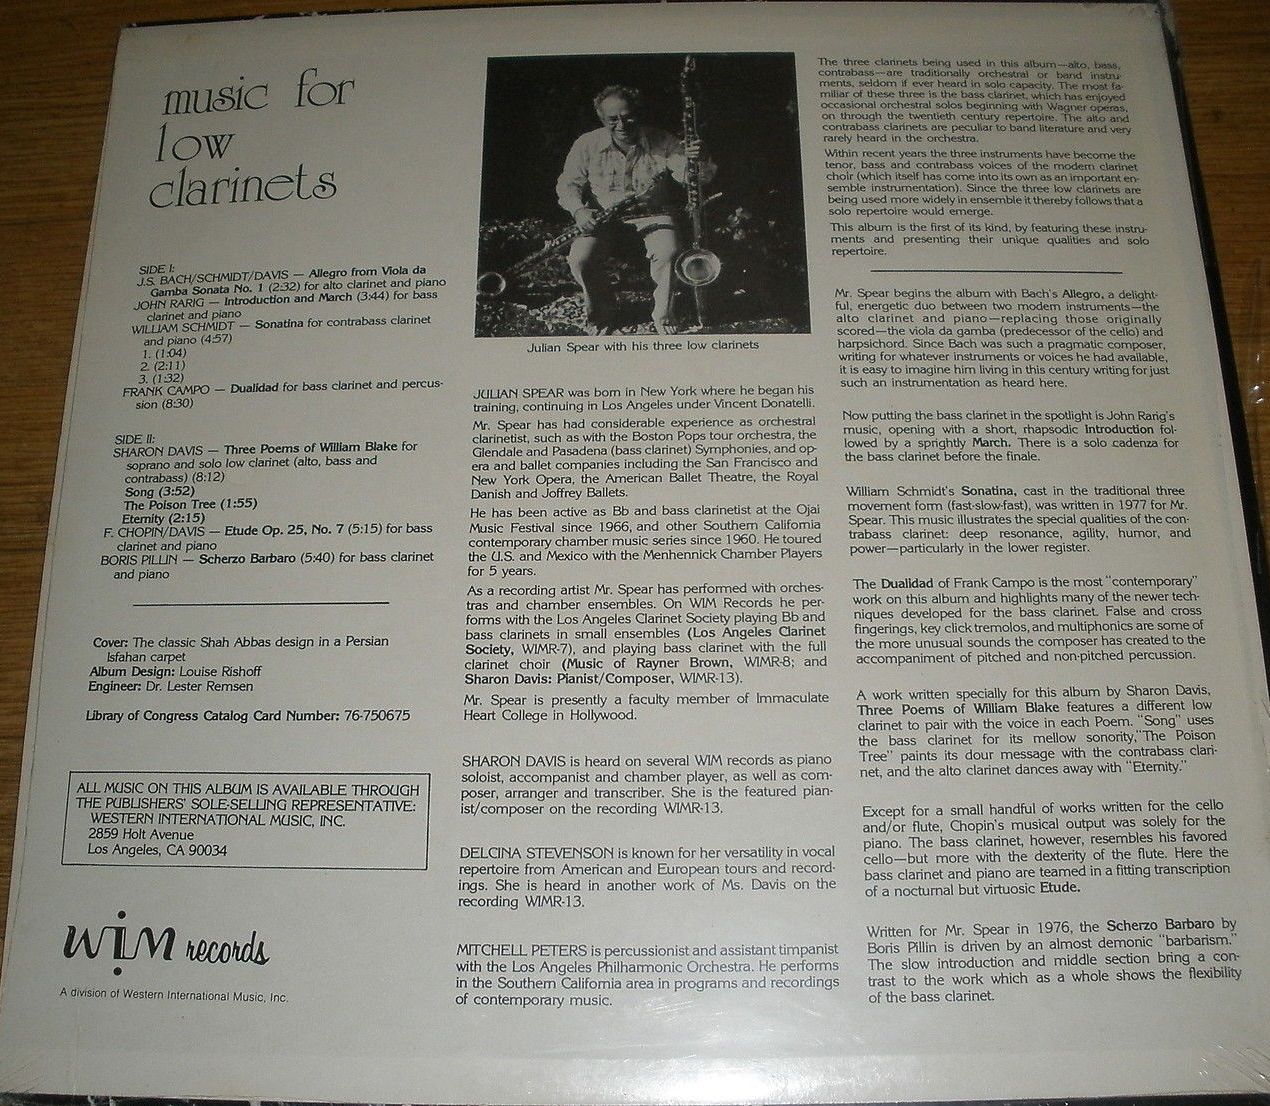 music for
low
clarinets
SIDE I:
J.S. BACH/SCHMIDT/DAVIS — Allegro from Viola da
Gamba Sonata No. 1 (2:32) for alto clarinet and piano
JOHN RARIG — Introduction and March (3:44) for bass
clarinet and piano
WILLIAM SCHMIDT — Sonatina for contrabass clarinet
and piano (4:57)
1. (1:04)
2. (2:11)
3. (1:32)
FRANK CAMPO — Dualidad for bass clarinet and percus-
sion (8:30)
SIDE II:
SHARON DAVIS — Three Poems of William Blake for
soprano and solo low clarinet (alto, bass and
contrabass) (8:12)
Song (3:52)
The Poison Tree (1:55)
Eternity (2:15)
F. CHOPIN/DAVIS — Etude Op. 25, No. 7 (5:15) for bass
clarinet and piano
BORIS PILLIN — Scherzo Barbaro (5:40) for bass clarinet
and piano
Cover: The classic Shah Abbas design in a Persian
Isfahan carpet
Album Design: Louise Rishoff
Engineer: Dr. Lester Remsen
Library of Congress Catalog Card Number: 76-750675
ALL MUSIC ON THIS ALBUM IS AVAILABLE THROUGH
THE PUBLISHERS' SOLE-SELLING REPRESENTATIVE:
WESTERN INTERNATIONAL MUSIC, INC.
2859 Holt Avenue
Los Angeles, CA 90034
WIM records
A division of Western International Music, Inc.
Julian Spear with his three low clarinets
JULIAN SPEAR was born in New York where he began his
training, continuing in Los Angeles under Vincent Donatelli.
Mr. Spear has had considerable experience as orchestral
clarinetist, such as with the Boston Pops tour orchestra, the
Glendale and Pasadena (bass clarinet) Symphonies, and op-
era and ballet companies including the San Francisco and
New York Opera, the American Ballet Theatre, the Royal
Danish and Joffrey Ballets.
He has been active as Bb and bass clarinetist at the Ojai
Music Festival since 1966, and other Southern California
contemporary chamber music series since 1960. He toured
the U.S. and Mexico with the Menhennick Chamber Players
for 5 years.
As a recording artist Mr. Spear has performed with orches-
tras and chamber ensembles. On WIM Records he per-
forms with the Los Angeles Clarinet Society playing Bb and
bass clarinets in small ensembles (Los Angeles Clarinet
Society, WIMR-7), and playing bass clarinet with the full
clarinet choir (Music of Rayner Brown, WIMR-8; and
Sharon Davis: Pianist/Composer, WIMR-13).
Mr. Spear is presently a faculty member of Immaculate
Heart College in Hollywood.
SHARON DAVIS is heard on several WIM records as piano
soloist, accompanist and chamber player, as well as com-
poser, arranger and transcriber. She is the featured pian-
ist/composer on the recording WIMR-13.
DELCINA STEVENSON is known for her versatility in vocal
repertoire from American and European tours and record-
ings. She is heard in another work of Ms. Davis on the
recording WIMR-13.
MITCHELL PETERS is percussionist and assistant timpanist
with the Los Angeles Philharmonic Orchestra. He performs
in the Southern California area in programs and recordings
of contemporary music.
The three clarinets being used in this album—alto, bass,
contrabass—are traditionally orchestral or band instru-
ments, seldom if ever heard in solo capacity. The most fa-
miliar of these three is the bass clarinet, which has enjoyed
occasional orchestral solos beginning with Wagner operas,
on through the twentieth century repertoire. The alto and
contrabass clarinets are peculiar to band literature and very
rarely heard in the orchestra.
Within recent years the three instruments have become the
tenor, bass and contrabass voices of the modern clarinet
choir (which itself has come into its own as an important en-
semble instrumentation). Since the three low clarinets are
being used more widely in ensemble it thereby follows that a
solo repertoire would emerge.
This album is the first of its kind, by featuring these instru-
ments and presenting their unique qualities and solo
repertoire.
Mr. Spear begins the album with Bach's Allegro, a delight-
ful, energetic duo between two modern instruments—the
alto clarinet and piano—replacing those originally
scored—the viola da gamba (predecessor of the cello) and
harpsichord. Since Bach was such a pragmatic composer,
writing for whatever instruments or voices he had available,
it is easy to imagine him living in this century writing for just
such an instrumentation as heard here.
Now putting the bass clarinet in the spotlight is John Rarig's
music, opening with a short, rhapsodic Introduction fol-
lowed by a sprightly March. There is a solo cadenza for
the bass clarinet before the finale.
William Schmidt's Sonatina, cast in the traditional three
movement form (fast-slow-fast), was written in 1977 for Mr.
Spear. This music illustrates the special qualities of the con-
trabass clarinet: deep resonance, agility, humor, and
power—particularly in the lower register.
The Dualidad of Frank Campo is the most "contemporary"
work on this album and highlights many of the newer tech-
niques developed for the bass clarinet. False and cross
fingerings, key click tremolos, and multiphonics are some of
the more unusual sounds the composer has created to the
accompaniment of pitched and non-pitched percussion.
A work written specially for this album by Sharon Davis,
Three Poems of William Blake features a different low
clarinet to pair with the voice in each Poem. "Song" uses
the bass clarinet for its mellow sonority,"The Poison
Tree" paints its dour message with the contrabass clari-
net, and the alto clarinet dances away with "Eternity."
Except for a small handful of works written for the cello
and/or flute, Chopin's musical output was solely for the
piano. The bass clarinet, however, resembles his favored
cello—but more with the dexterity of the flute. Here the
bass clarinet and piano are teamed in a fitting transcription
of a nocturnal but virtuosic Etude.
Written for Mr. Spear in 1976, the Scherzo Barbaro by
Boris Pillin is driven by an almost demonic "barbarism."
The slow introduction and middle section bring a con-
trast to the work which as a whole shows the flexibility
of the bass clarinet.